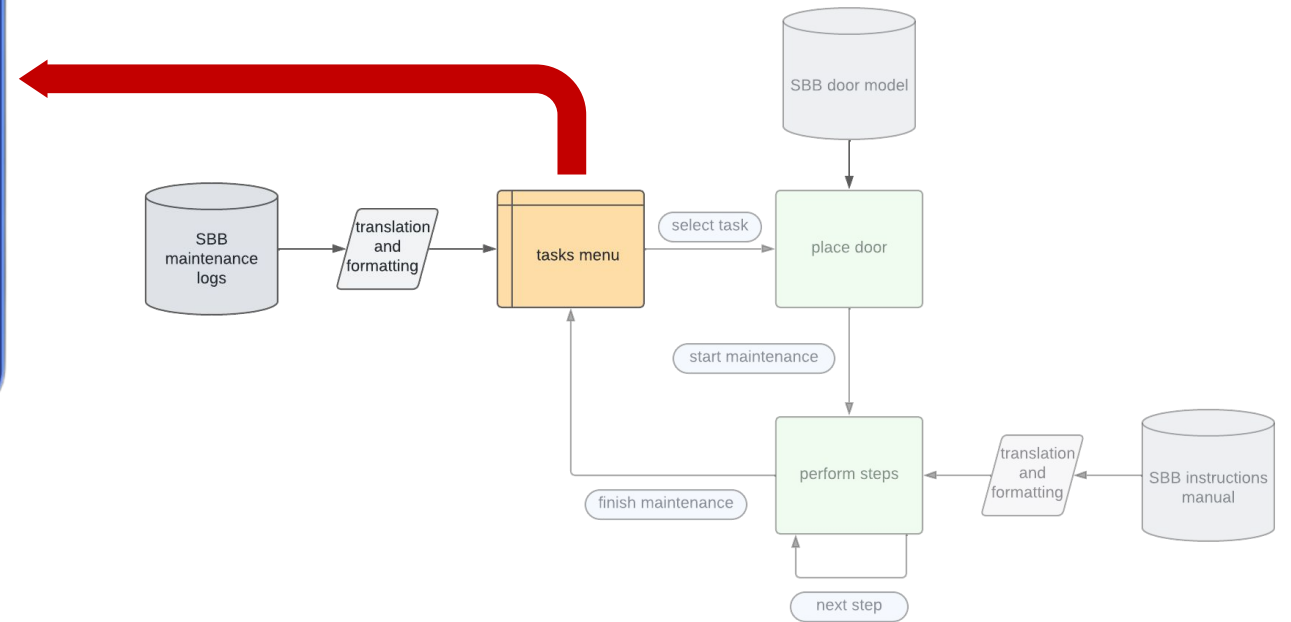 SBB door model
SBB
maintenance
logs
translation
and
formatting
tasks menu
select task
place door
start maintenance
perform steps
translation
and
formatting
SBB instructions
manual
finish maintenance
next step